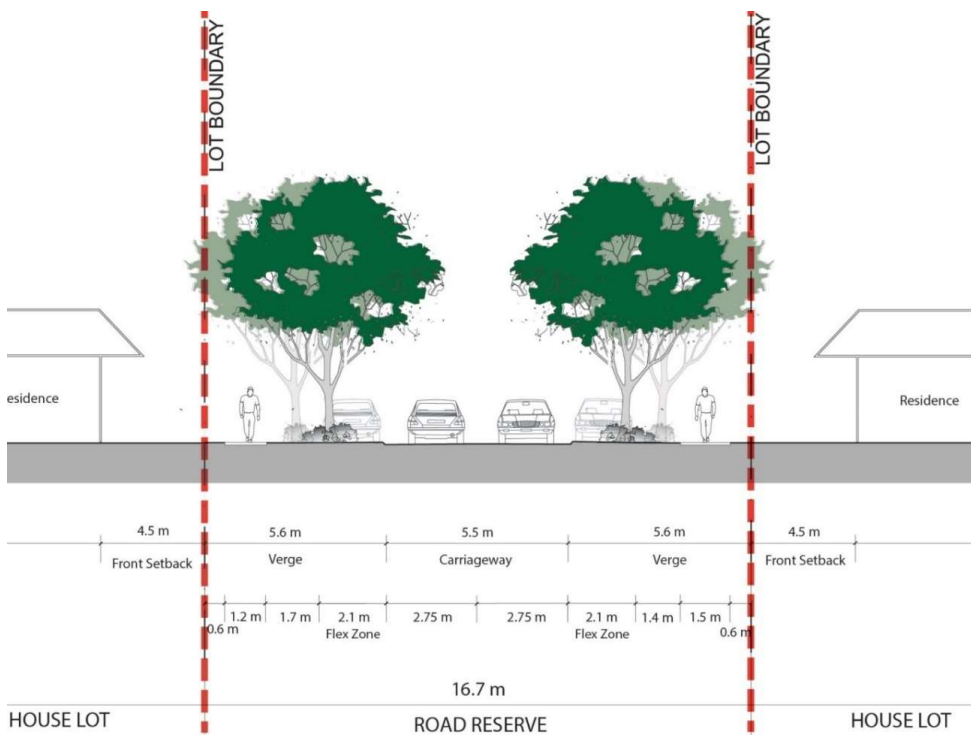 LOT BOUNDARY
LOT BOUNDARY
esidence
Residence
4.5 m
5.6 m
5.5 m
5.6 m
4.5 m
Front Setback
Verge
Carriageway
Verge
Front Setback
0.6 m
1.2 m
1.7 m
2.1 m
2.75 m
2.75 m
2.1 m
1.4 m
1.5 m
0.6 m
Flex Zone
Flex Zone
16.7 m
HOUSE LOT
ROAD RESERVE
HOUSE LOT